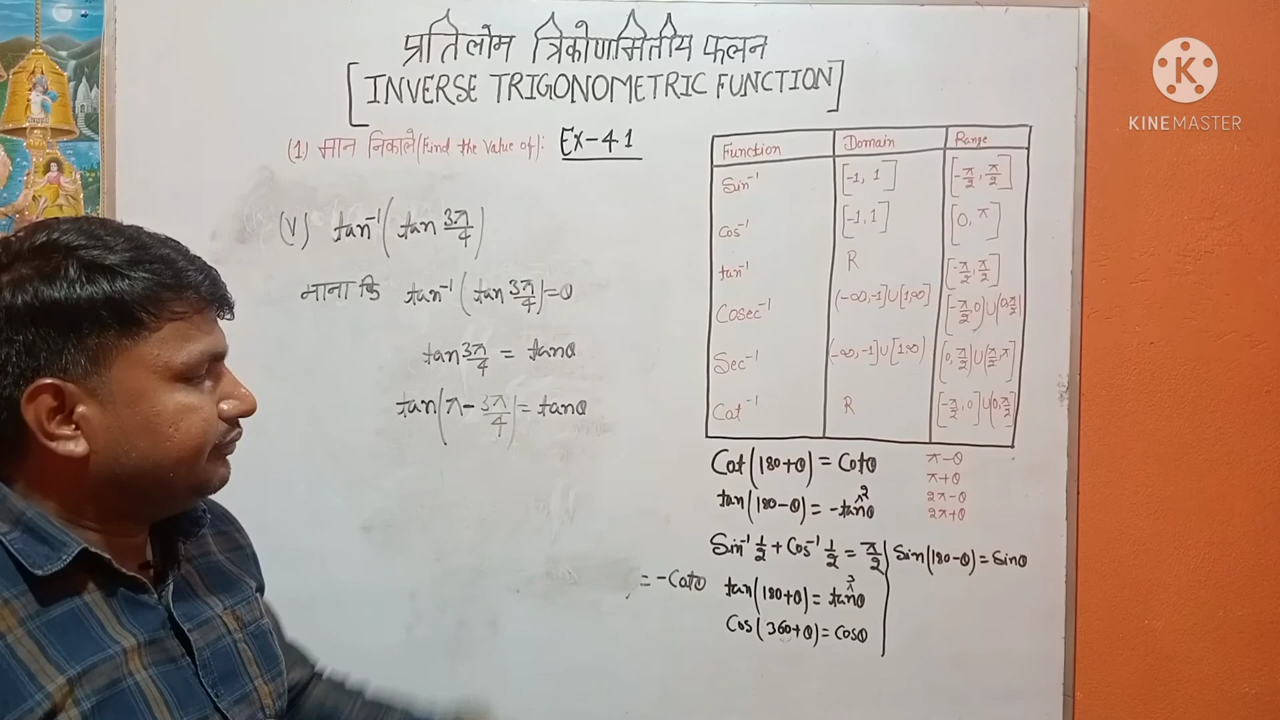 प्रतिलोम त्रिकोणमितीय फलन
[INVERSE TRIGONOMETRIC FUNCTION]
(1) मान निकाले (Find the value of): Ex-4.1
(V) tan⁻¹(tan 3π/4)
माना कि tan⁻¹(tan 3π/4)=θ
tan 3π/4 = tanθ
tan(π - 3π/4)= tanθ
Function Domain Range
Sin⁻¹ [-1, 1] [-π/2, π/2]
Cos⁻¹ [-1, 1] [0, π]
tan⁻¹ R [-π/2, π/2]
Cosec⁻¹ (-∞,-1]∪[1,∞) [-π/2, 0)∪(0, π/2]
Sec⁻¹ (-∞,-1]∪[1,∞) [0, π/2)∪(π/2, π]
Cat⁻¹ R [-π/2, 0]∪(0, π/2]
Cat(180+θ) = Cotθ
tan(180-θ) = -tanθ
π-θ
π+θ
2π-θ
2π+θ
Sin⁻¹ 1/2 + Cos⁻¹ 1/2 = π/2
Sin(180-θ)=Sinθ
= -Catθ
tan(180+θ) = tanθ
Cos(360+θ) = Cosθ
K
KINEMASTER